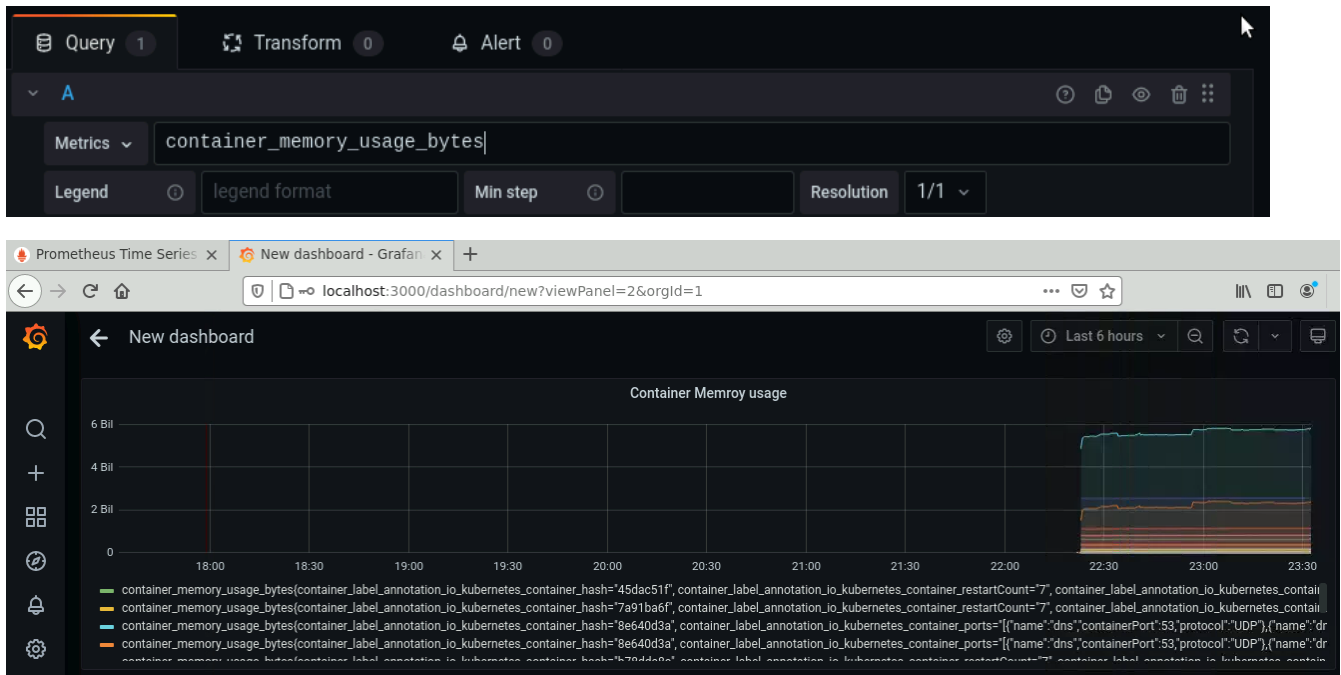 Query 1 Transform 0 Alert 0
A
Metrics container_memory_usage_bytes
Legend legend format Min step Resolution 1/1
Prometheus Time Series New dashboard - Grafan
localhost:3000/dashboard/new?viewPanel=2&orgId=1
New dashboard Last 6 hours
Container Memroy usage
6 Bil
4 Bil
2 Bil
0
18:00 18:30 19:00 19:30 20:00 20:30 21:00 21:30 22:00 22:30 23:00 23:30
container_memory_usage_bytes{container_label_annotation_io_kubernetes_container_hash="45dac51f", container_label_annotation_io_kubernetes_container_restartCount="7", container_label_annotation_io_kubernetes_contai
container_memory_usage_bytes{container_label_annotation_io_kubernetes_container_hash="7a91ba6f", container_label_annotation_io_kubernetes_container_restartCount="7", container_label_annotation_io_kubernetes_contai
container_memory_usage_bytes{container_label_annotation_io_kubernetes_container_hash="8e640d3a", container_label_annotation_io_kubernetes_container_ports="[{"name":"dns","containerPort":53,"protocol":"UDP"},{"name":"dr
container_memory_usage_bytes{container_label_annotation_io_kubernetes_container_hash="8e640d3a", container_label_annotation_io_kubernetes_container_ports="[{"name":"dns","containerPort":53,"protocol":"UDP"},{"name":"dr